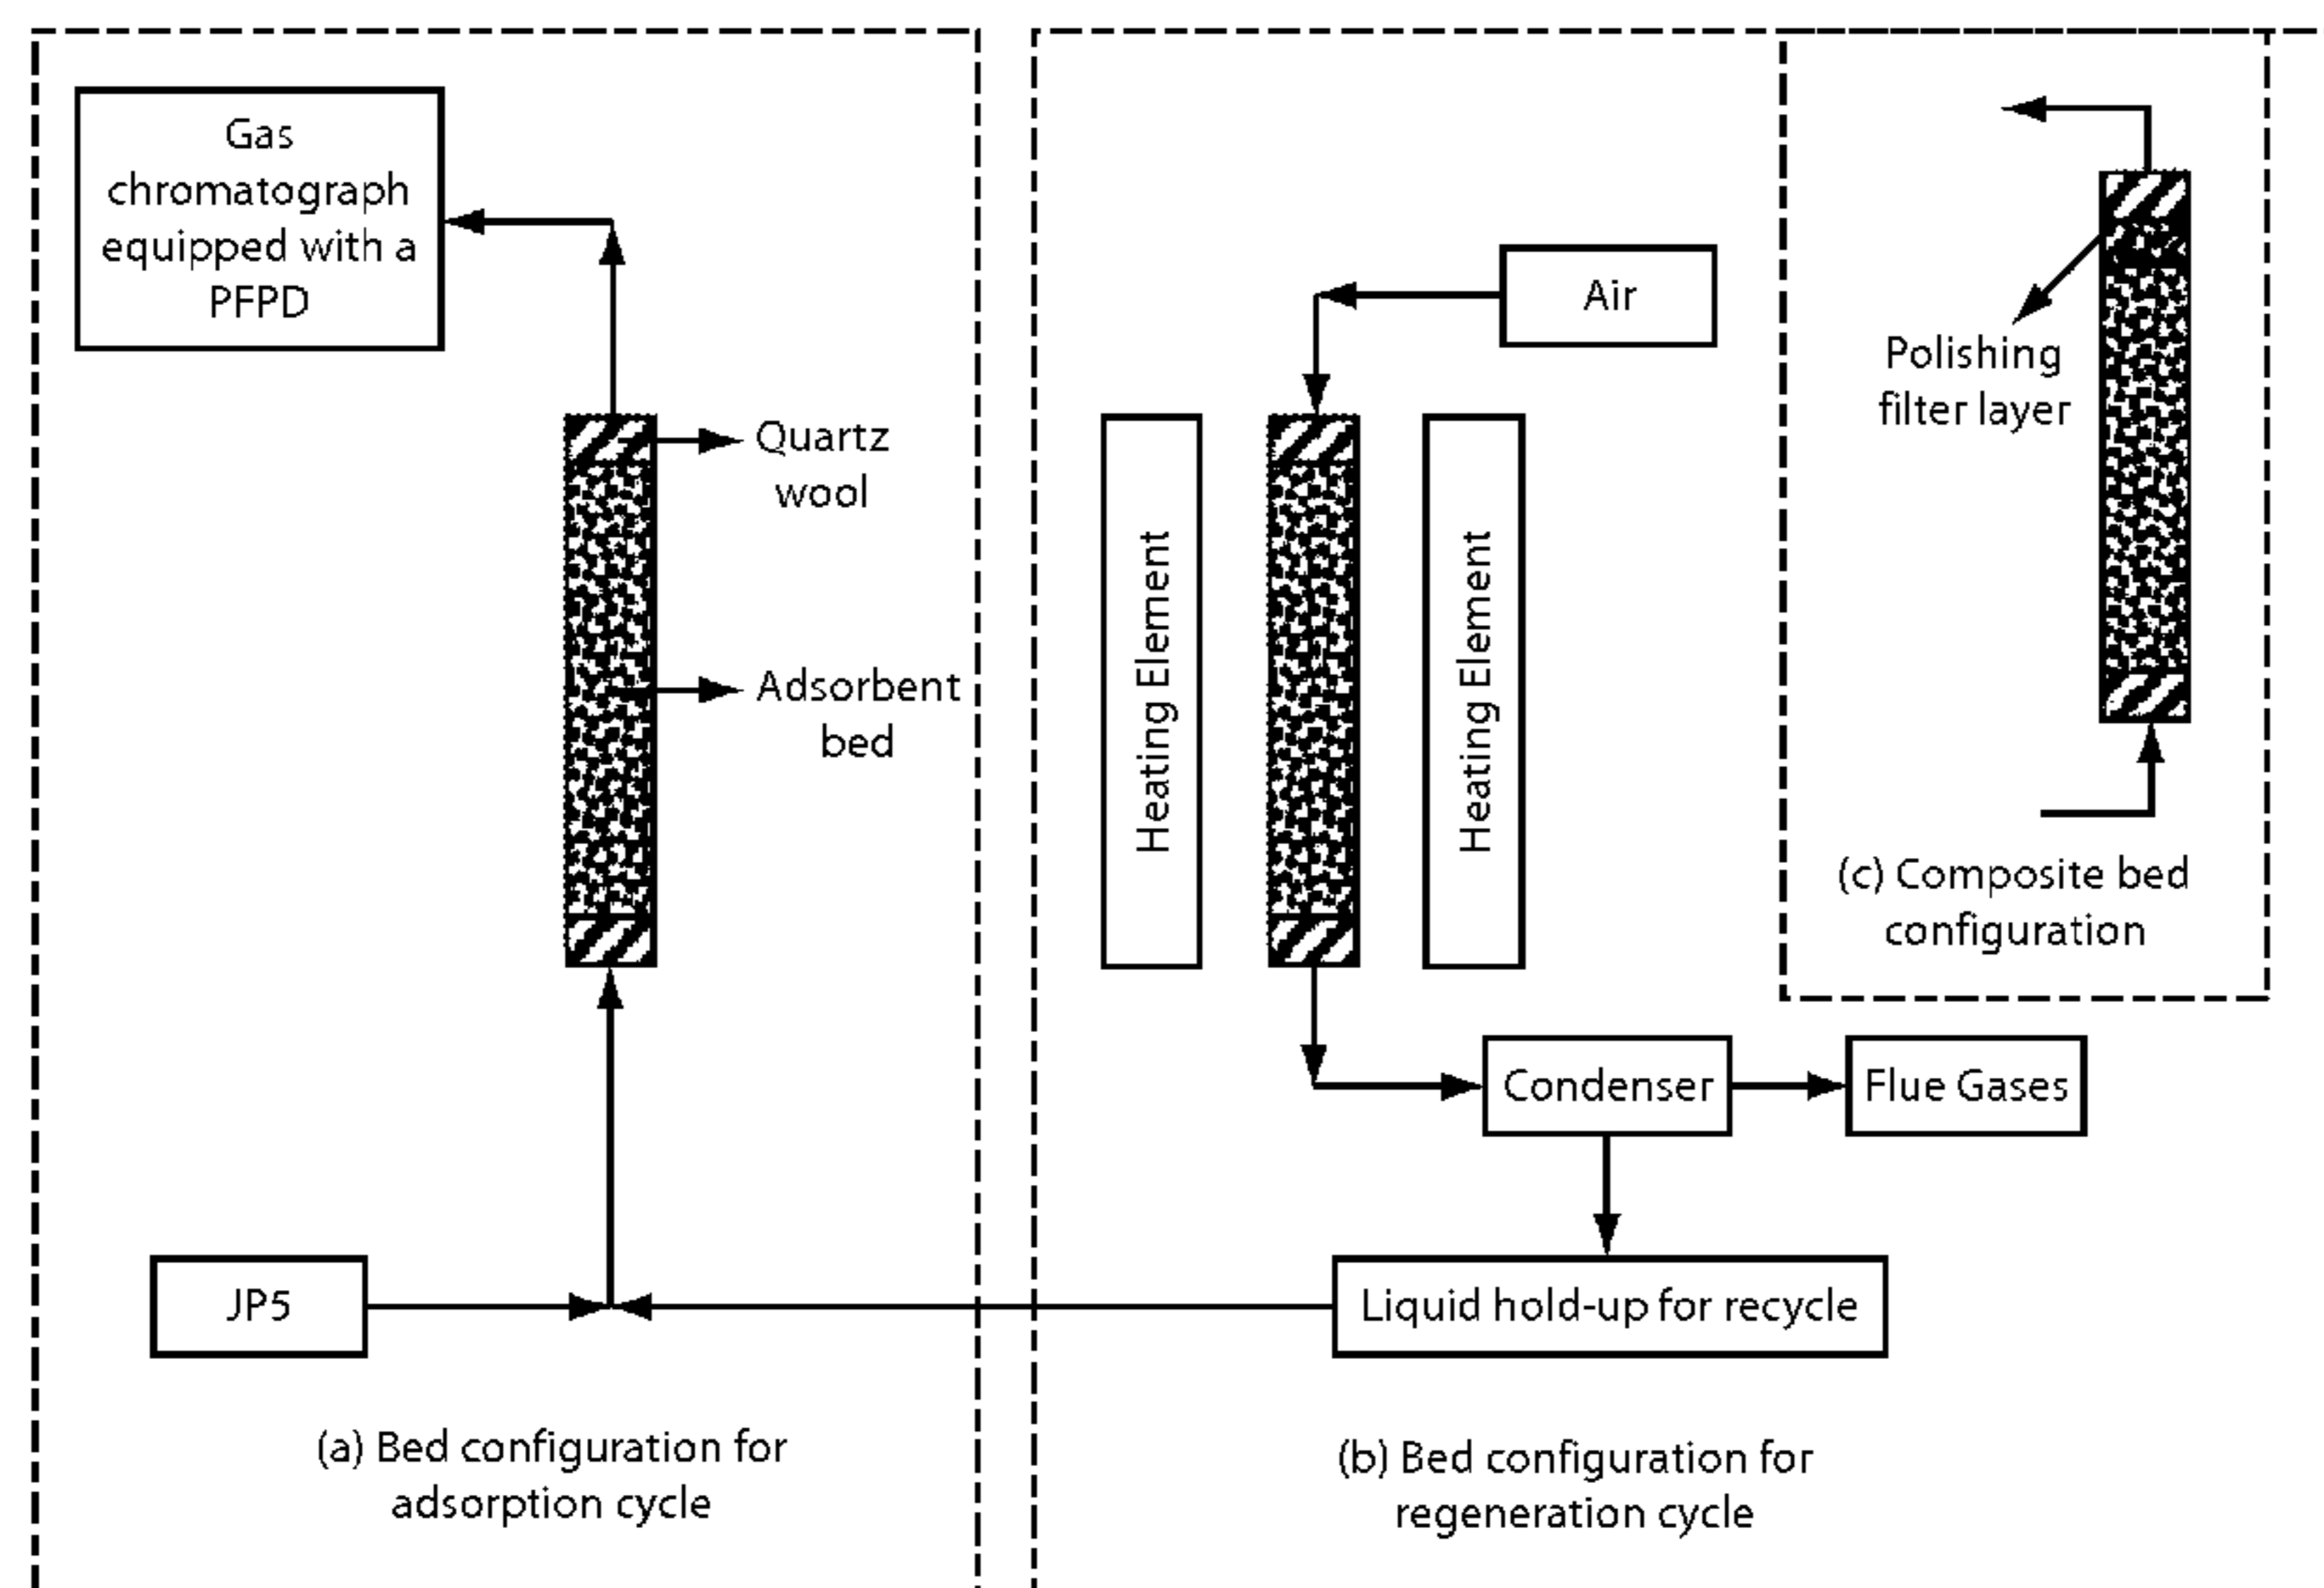 Gas
chromatograph
equipped with a
PFPD
Quartz
wool
Adsorbent
bed
JP5
(a) Bed configuration for
adsorption cycle
Air
Heating Element
Heating Element
Condenser
Flue Gases
Liquid hold-up for recycle
(b) Bed configuration for
regeneration cycle
Polishing
filter layer
(c) Composite bed
configuration